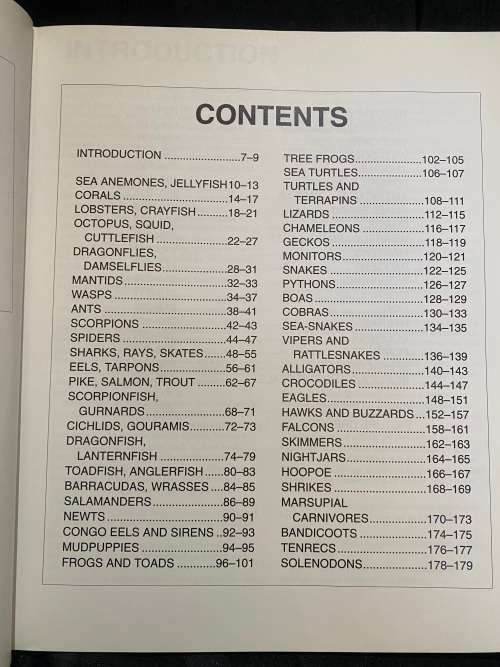 INTRODUCTION
CONTENTS
INTRODUCTION ........................7–9
SEA ANEMONES, JELLYFISH10–13
CORALS .................................14–17
LOBSTERS, CRAYFISH ..........18–21
OCTOPUS, SQUID,
CUTTLEFISH ......................22–27
DRAGONFLIES,
DAMSELFLIES....................28–31
MANTIDS................................32–33
WASPS ...................................34–37
ANTS ......................................38–41
SCORPIONS ..........................42–43
SPIDERS ................................44–47
SHARKS, RAYS, SKATES......48–55
EELS, TARPONS....................56–61
PIKE, SALMON, TROUT .........62–67
SCORPIONFISH,
GURNARDS........................68–71
CICHLIDS, GOURAMIS...........72–73
DRAGONFISH,
LANTERNFISH ...................74–79
TOADFISH, ANGLERFISH......80–83
BARRACUDAS, WRASSES ....84–85
SALAMANDERS......................86–89
NEWTS ...................................90–91
CONGO EELS AND SIRENS ..92–93
MUDPUPPIES ........................94–95
FROGS AND TOADS ............96–101
TREE FROGS.....................102–105
SEA TURTLES....................106–107
TURTLES AND
TERRAPINS .....................108–111
LIZARDS .............................112–115
CHAMELEONS ...................116–117
GECKOS .............................118–119
MONITORS..........................120–121
SNAKES ..............................122–125
PYTHONS............................126–127
BOAS ...................................128–129
COBRAS..............................130–133
SEA-SNAKES ......................134–135
VIPERS AND
RATTLESNAKES .............136–139
ALLIGATORS.......................140–143
CROCODILES .....................144–147
EAGLES...............................148–151
HAWKS AND BUZZARDS...152–157
FALCONS ............................158–161
SKIMMERS..........................162–163
NIGHTJARS.........................164–165
HOOPOE .............................166–167
SHRIKES .............................168–169
MARSUPIAL
CARNIVORES..................170–173
BANDICOOTS .....................174–175
TENRECS............................176–177
SOLENODONS....................178–179